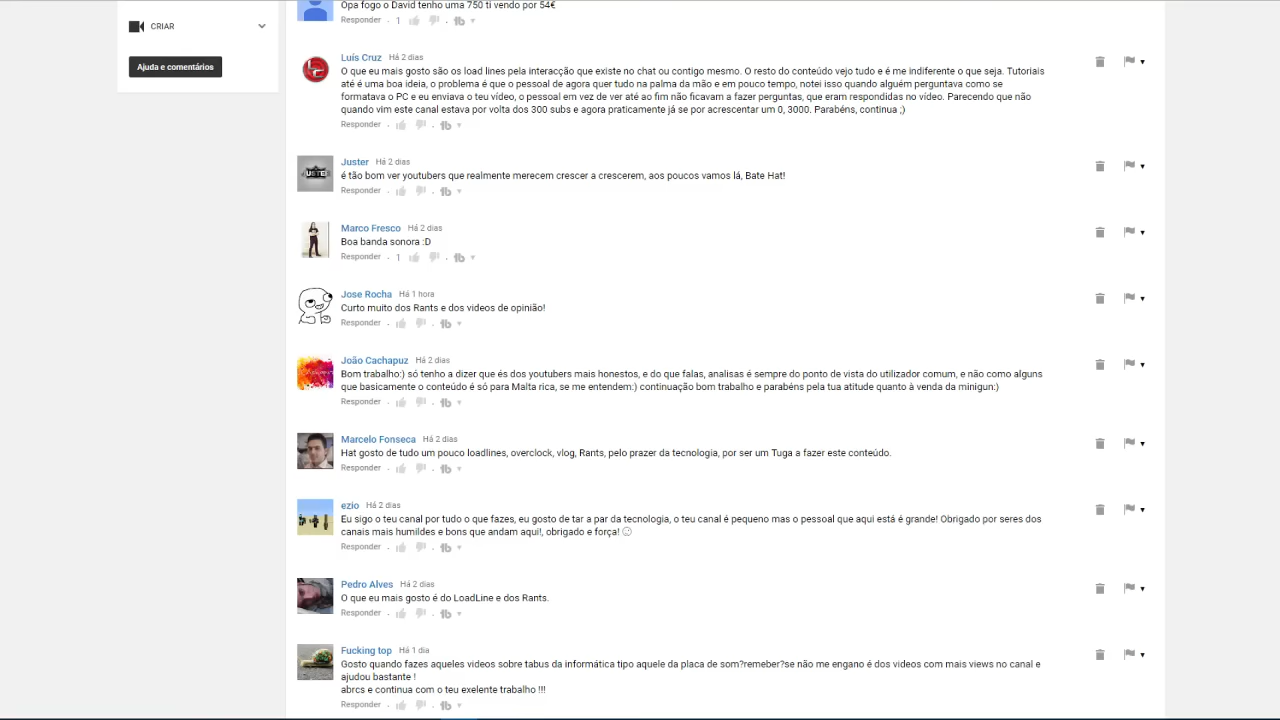 Opa fogo o David tenho uma 750 ti vendo por 54€
Responder · 1
CRIAR
Ajuda e comentários
Luís Cruz Há 2 dias
O que eu mais gosto são os load lines pela interacção que existe no chat ou contigo mesmo. O resto do conteúdo vejo tudo e é me indiferente o que seja. Tutoriais
até é uma boa ideia, o problema é que o pessoal de agora quer tudo na palma da mão e em pouco tempo, notei isso quando alguém perguntava como se
formatava o PC e eu enviava o teu vídeo, o pessoal em vez de ver até ao fim não ficavam a fazer perguntas, que eram respondidas no vídeo. Parecendo que não
quando vim este canal estava por volta dos 300 subs e agora praticamente já se por acrescentar um 0, 3000. Parabéns, continua ;)
Responder
Juster Há 2 dias
é tão bom ver youtubers que realmente merecem crescer a crescerem, aos poucos vamos lá, Bate Hat!
Responder
Marco Fresco Há 2 dias
Boa banda sonora :D
Responder · 1
Jose Rocha Há 1 hora
Curto muito dos Rants e dos videos de opinião!
Responder
João Cachapuz Há 2 dias
Bom trabalho:) só tenho a dizer que és dos youtubers mais honestos, e do que falas, analisas é sempre do ponto de vista do utilizador comum, e não como alguns
que basicamente o conteúdo é só para Malta rica, se me entendem:) continuação bom trabalho e parabéns pela tua atitude quanto à venda da minigun:)
Responder
Marcelo Fonseca Há 2 dias
Hat gosto de tudo um pouco loadlines, overclock, vlog, Rants, pelo prazer da tecnologia, por ser um Tuga a fazer este conteúdo.
Responder
ezio Há 2 dias
Eu sigo o teu canal por tudo o que fazes, eu gosto de tar a par da tecnologia, o teu canal é pequeno mas o pessoal que aqui está é grande! Obrigado por seres dos
canais mais humildes e bons que andam aqui!, obrigado e força! ☺
Responder
Pedro Alves Há 2 dias
O que eu mais gosto é do LoadLine e dos Rants.
Responder
Fucking top Há 1 dia
Gosto quando fazes aqueles videos sobre tabus da informática tipo aquele da placa de som?remeber?se não me engano é dos videos com mais views no canal e
ajudou bastante !
abrcs e continua com o teu exelente trabalho !!!
Responder